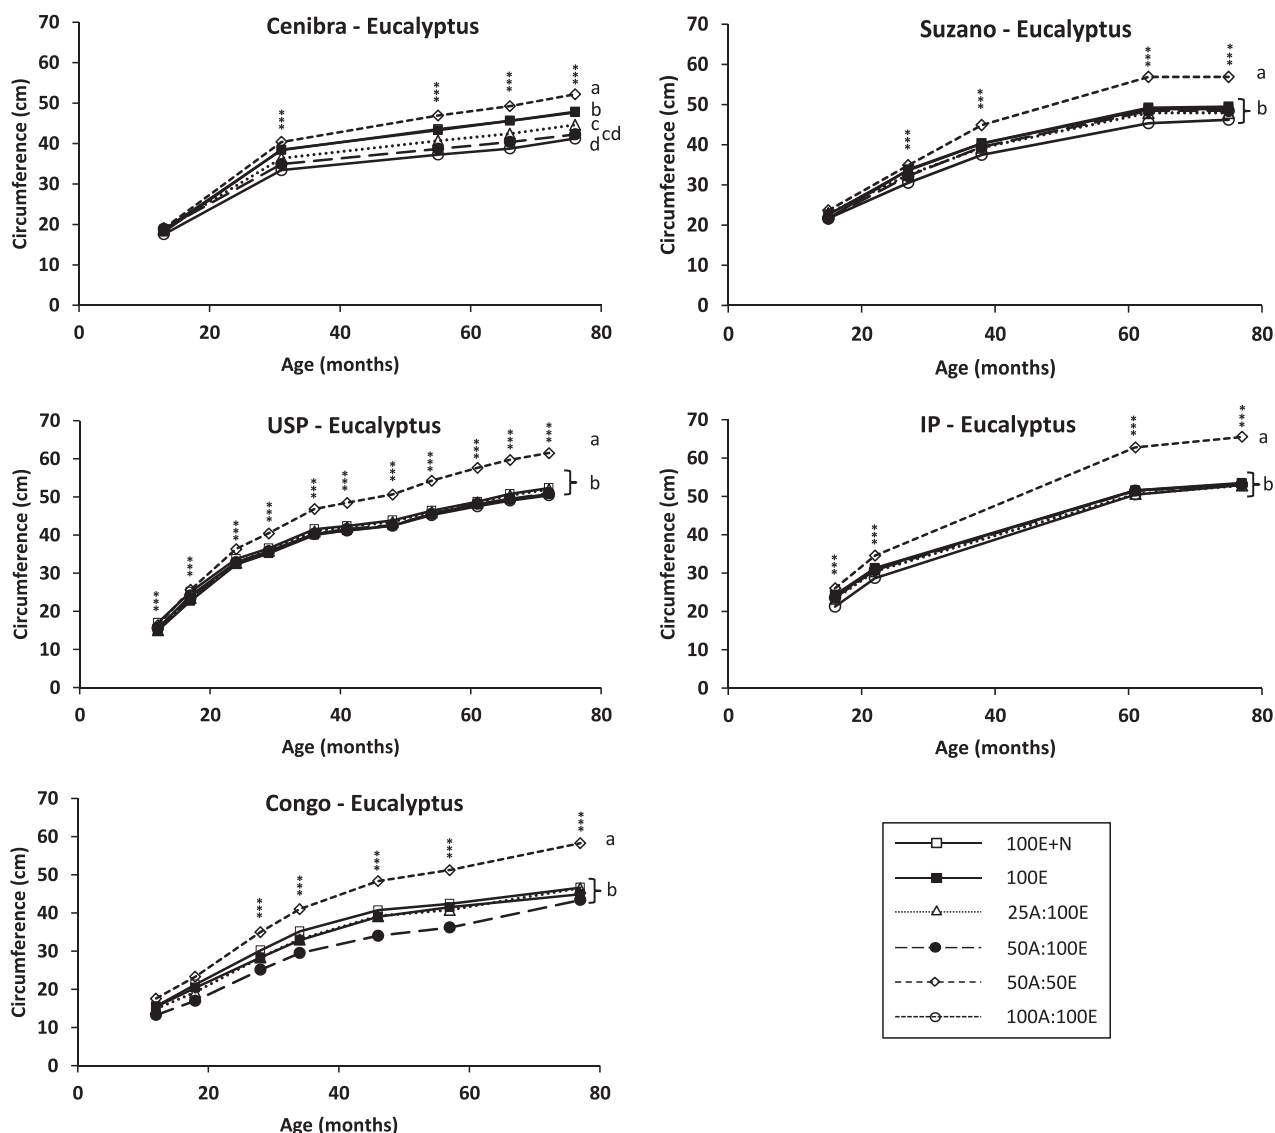 Cenibra - Eucalyptus
Circumference (cm)
70
60
50
40
30
20
10
0
0 20 40 60 80
Age (months)
*** *** *** ***
a
b
c
cd
d
Suzano - Eucalyptus
Circumference (cm)
70
60
50
40
30
20
10
0
0 20 40 60 80
Age (months)
*** *** *** ***
a
b
USP - Eucalyptus
Circumference (cm)
70
60
50
40
30
20
10
0
0 20 40 60 80
Age (months)
*** *** *** *** *** *** *** *** *** *** ***
a
b
IP - Eucalyptus
Circumference (cm)
70
60
50
40
30
20
10
0
0 20 40 60 80
Age (months)
*** *** *** ***
a
b
Congo - Eucalyptus
Circumference (cm)
70
60
50
40
30
20
10
0
0 20 40 60 80
Age (months)
*** *** *** *** ***
a
b
100E+N
100E
25A:100E
50A:100E
50A:50E
100A:100E